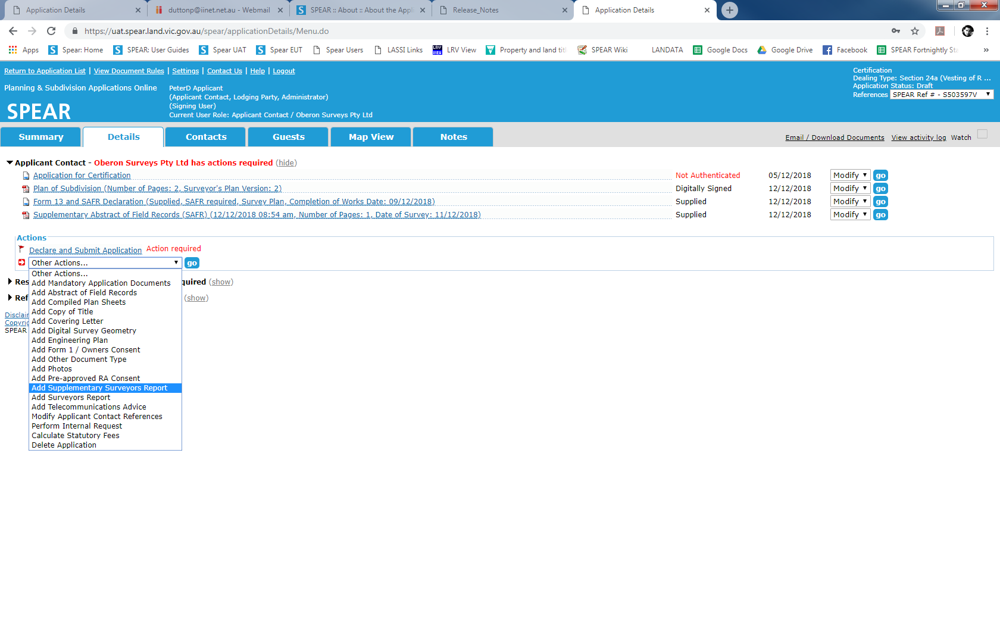 Application Details
duttonp@iinet.net.au - Webmail
SPEAR :: About :: About the Appl
Release_Notes
Application Details
https://uat.spear.land.vic.gov.au/spear/applicationDetails/Menu.do
Apps
Spear: Home
SPEAR: User Guides
Spear UAT
Spear EUT
Spear Users
LASSI Links
LRV View
Property and land titl
SPEAR Wiki
LANDATA
Google Docs
Google Drive
Facebook
SPEAR Fortnightly Sta
»
Return to Application List | View Document Rules | Settings | Contact Us | Help | Logout
Planning & Subdivision Applications Online
SPEAR
PeterD Applicant
(Applicant Contact, Lodging Party, Administrator)
(Signing User)
Current User Role: Applicant Contact / Oberon Surveys Pty Ltd
Certification
Dealing Type: Section 24a (Vesting of R ...
Application Status: Draft
References SPEAR Ref # - S503597V
Summary
Details
Contacts
Guests
Map View
Notes
Email / Download Documents View activity log Watch
Applicant Contact - Oberon Surveys Pty Ltd has actions required (hide)
Application for Certification Not Authenticated 05/12/2018 Modify go
Plan of Subdivision (Number of Pages: 2, Surveyor's Plan Version: 2) Digitally Signed 12/12/2018 Modify go
Form 13 and SAFR Declaration (Supplied, SAFR required, Survey Plan, Completion of Works Date: 09/12/2018) Supplied 12/12/2018 Modify go
Supplementary Abstract of Field Records (SAFR) (12/12/2018 08:54 am, Number of Pages: 1, Date of Survey: 11/12/2018) Supplied 12/12/2018 Modify go
Actions
Declare and Submit Application Action required
Other Actions... go
Other Actions...
Add Mandatory Application Documents
Add Abstract of Field Records
Add Compiled Plan Sheets
Add Copy of Title
Add Covering Letter
Add Digital Survey Geometry
Add Engineering Plan
Add Form 1 / Owners Consent
Add Other Document Type
Add Photos
Add Pre-approved RA Consent
Add Supplementary Surveyors Report
Add Surveyors Report
Add Telecommunications Advice
Modify Applicant Contact References
Perform Internal Request
Calculate Statutory Fees
Delete Application
Res quired (show)
Ref (show)
Disclair
Copyric
SPEAR